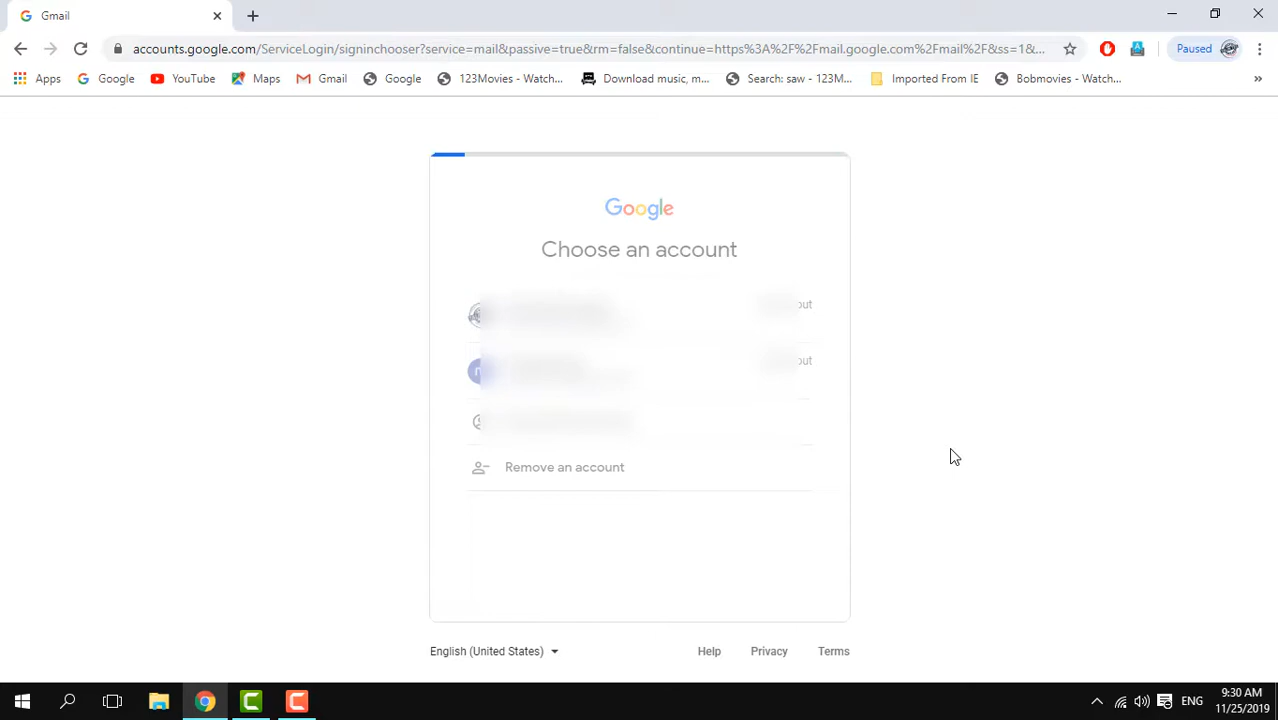 Gmail
accounts.google.com/ServiceLogin/signinchooser?service=mail&passive=true&rm=false&continue=https%3A%2F%2Fmail.google.com%2Fmail%2F&ss=1&...
Paused
Apps Google YouTube Maps Gmail Google 123Movies - Watch... Download music, m... Search: saw - 123M... Imported From IE Bobmovies - Watch... »
Google
Choose an account
out
out
Remove an account
English (United States) Help Privacy Terms
ENG
9:30 AM
11/25/2019